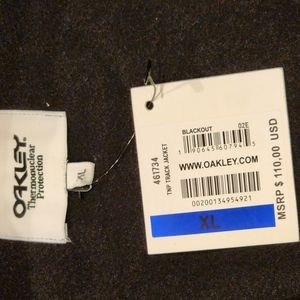 OAKLEY
Thermonuclear
Protection
XL
BLACKOUT 02E
461734
TNP TRACK JACKET
WWW.OAKLEY.COM
00200134954921
XL
MSRP $ 110,00 USD